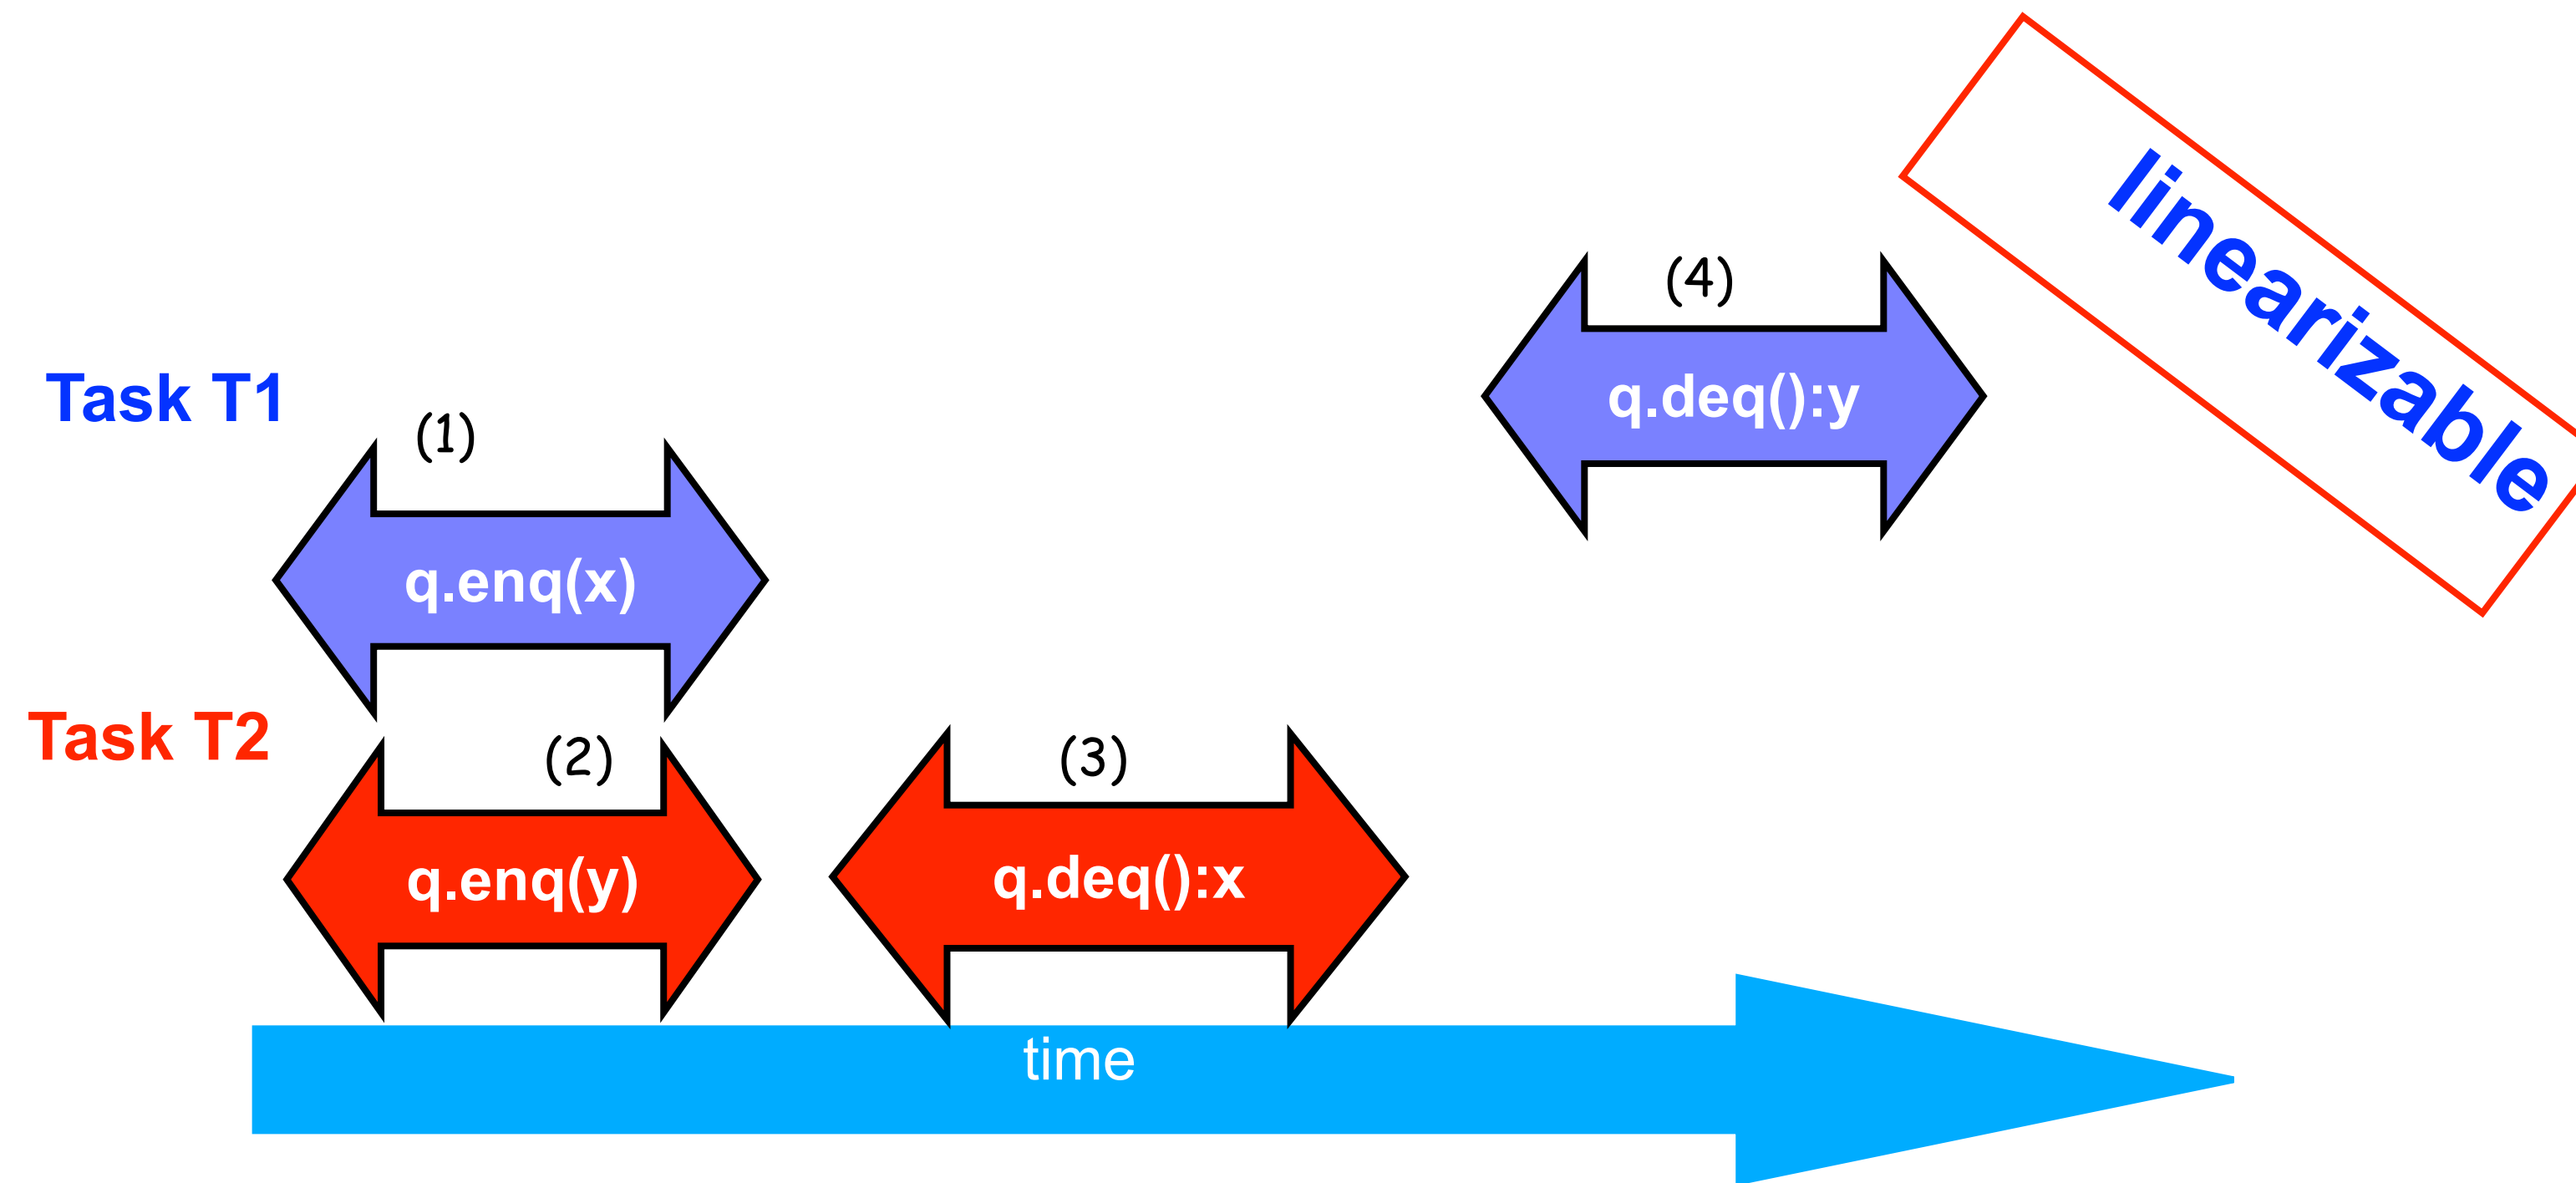 linearizable
(4)
q.deq():y
Task T1
(1)
q.enq(x)
Task T2
(2)
(3)
q.enq(y)
q.deq():x
time